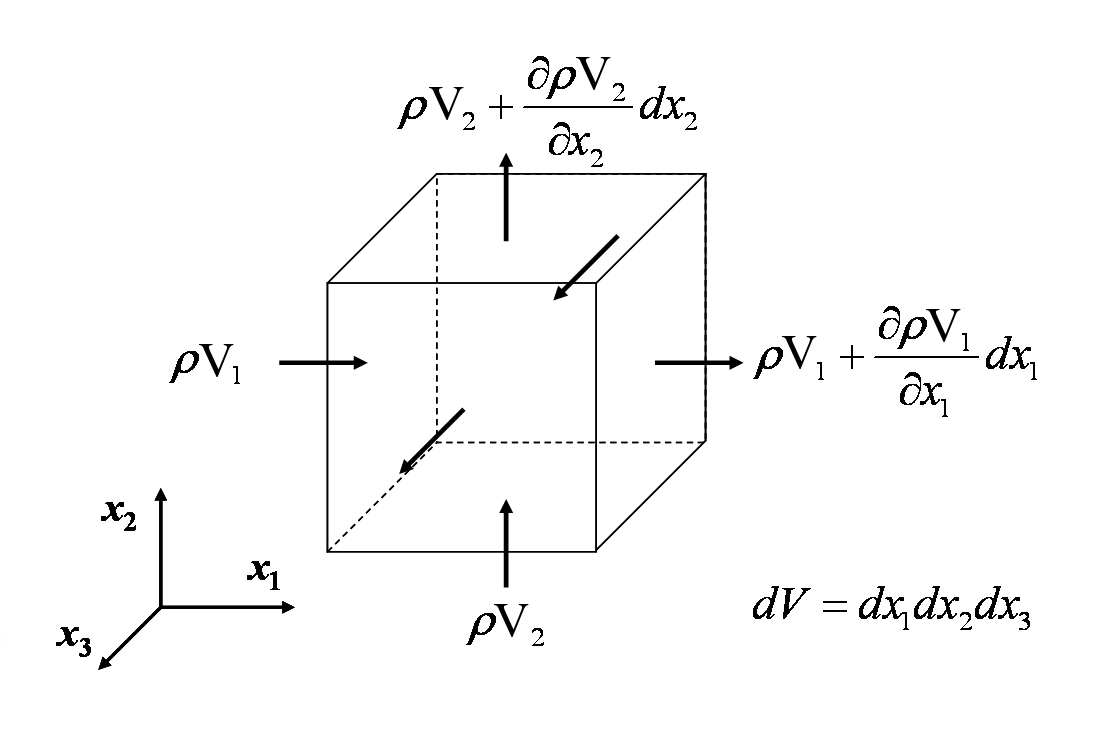 ρV₂ + ∂ρV₂/∂x₂ dx₂
ρV₁
ρV₁ + ∂ρV₁/∂x₁ dx₁
x₂
x₁
x₃
ρV₂
dV = dx₁dx₂dx₃